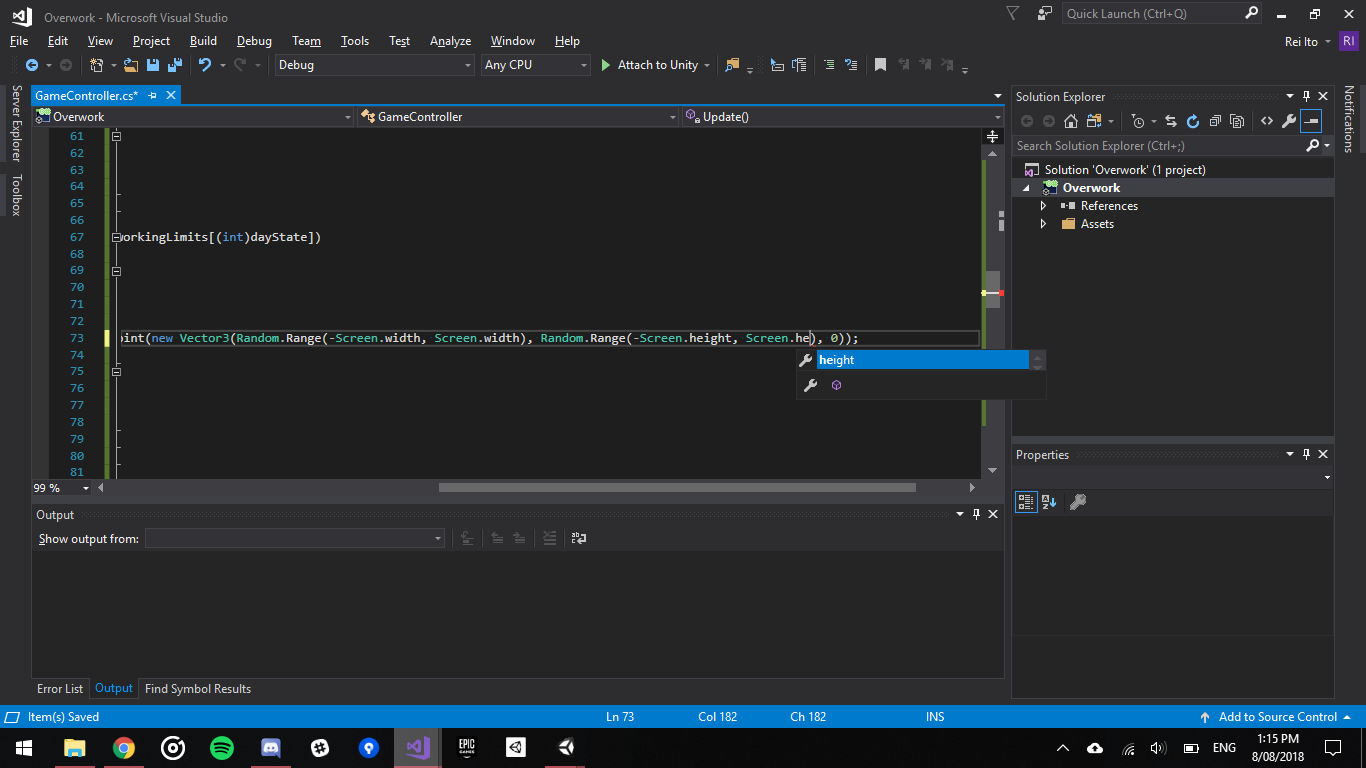 Overwork - Microsoft Visual Studio
Quick Launch (Ctrl+Q)
File Edit View Project Build Debug Team Tools Test Analyze Window Help
Rei Ito RI
Debug Any CPU Attach to Unity
Server Explorer
Toolbox
GameController.cs*
Overwork GameController Update()
61
62
63
64
65
66
67 workingLimits[(int)dayState])
68
69
70
71
72
73 oint(new Vector3(Random.Range(-Screen.width, Screen.width), Random.Range(-Screen.height, Screen.he), 0));
height
74
75
76
77
78
79
80
81
99 %
Output
Show output from:
Error List Output Find Symbol Results
Solution Explorer
Search Solution Explorer (Ctrl+;)
Solution 'Overwork' (1 project)
Overwork
References
Assets
Properties
Notifications
Item(s) Saved Ln 73 Col 182 Ch 182 INS Add to Source Control
EPIC GAMES
ENG
1:15 PM
8/08/2018